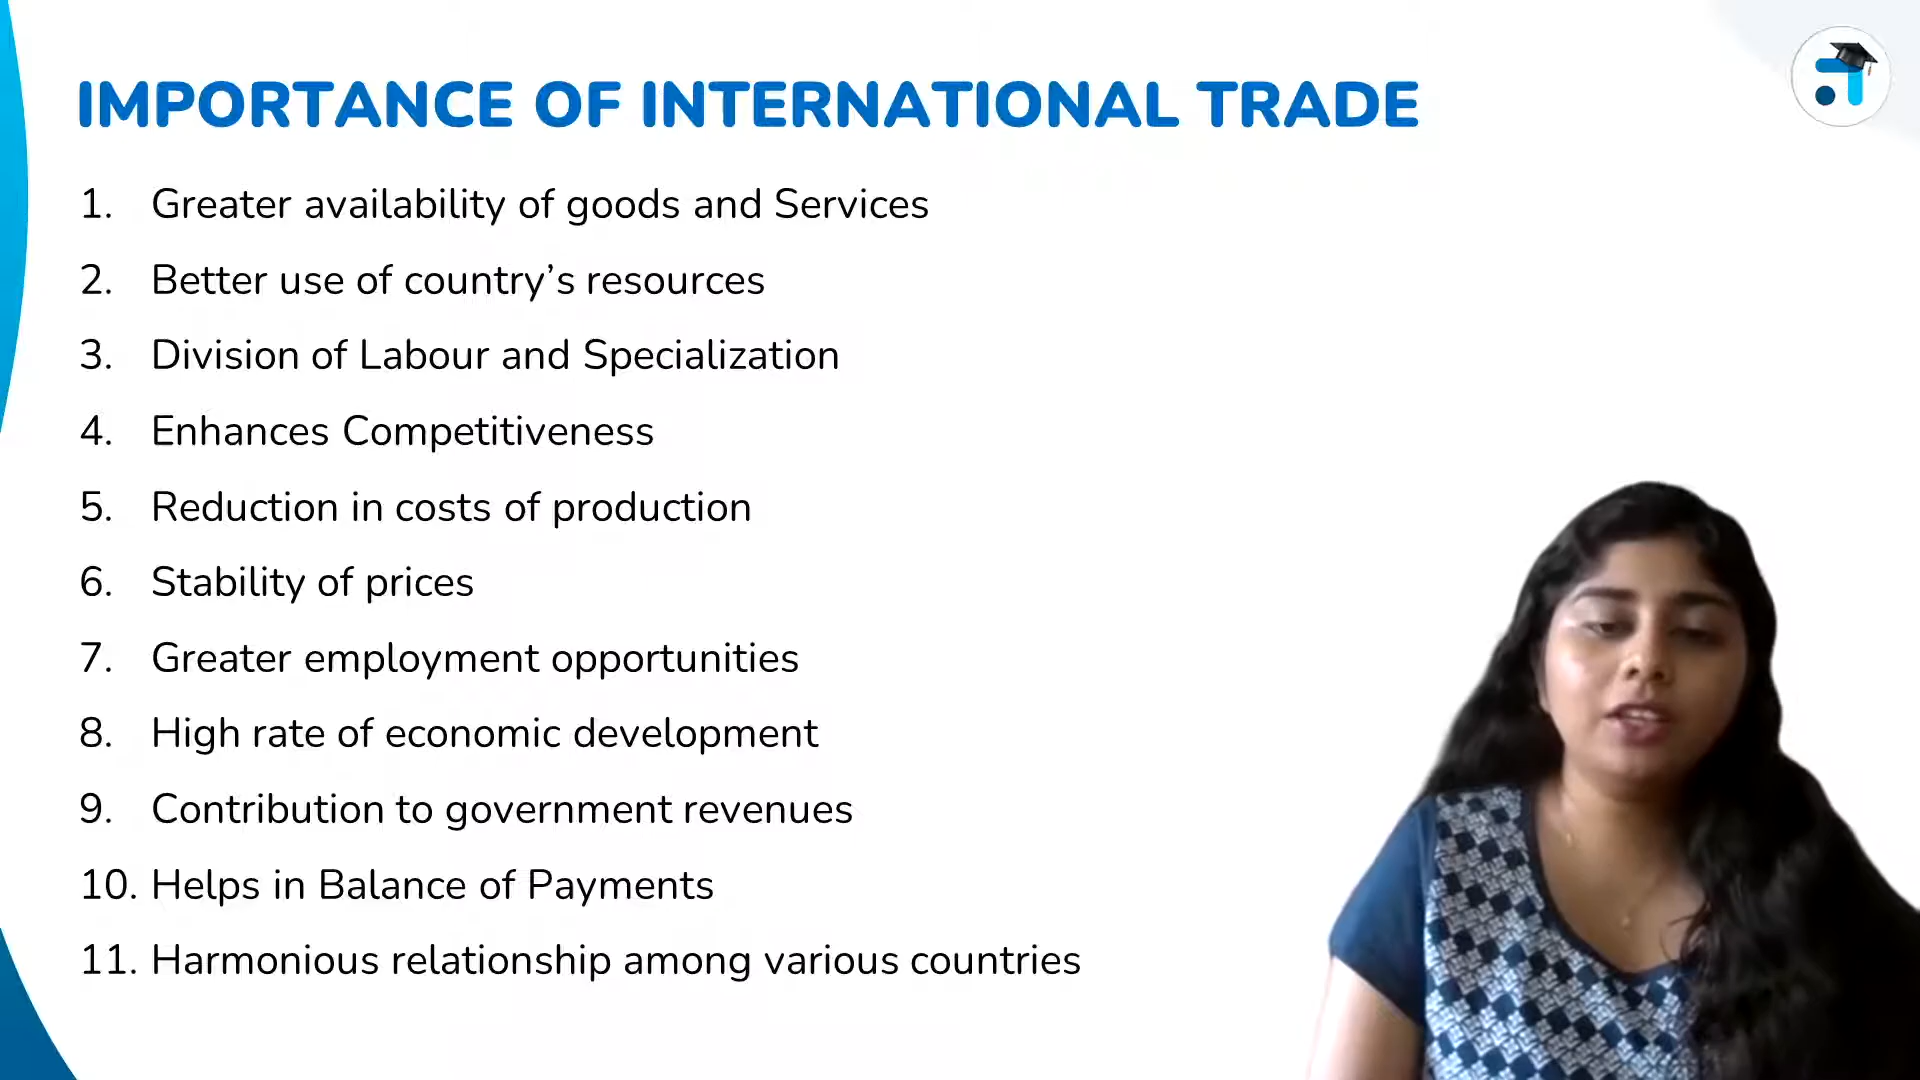 IMPORTANCE OF INTERNATIONAL TRADE
1. Greater availability of goods and Services
2. Better use of country’s resources
3. Division of Labour and Specialization
4. Enhances Competitiveness
5. Reduction in costs of production
6. Stability of prices
7. Greater employment opportunities
8. High rate of economic development
9. Contribution to government revenues
10. Helps in Balance of Payments
11. Harmonious relationship among various countries